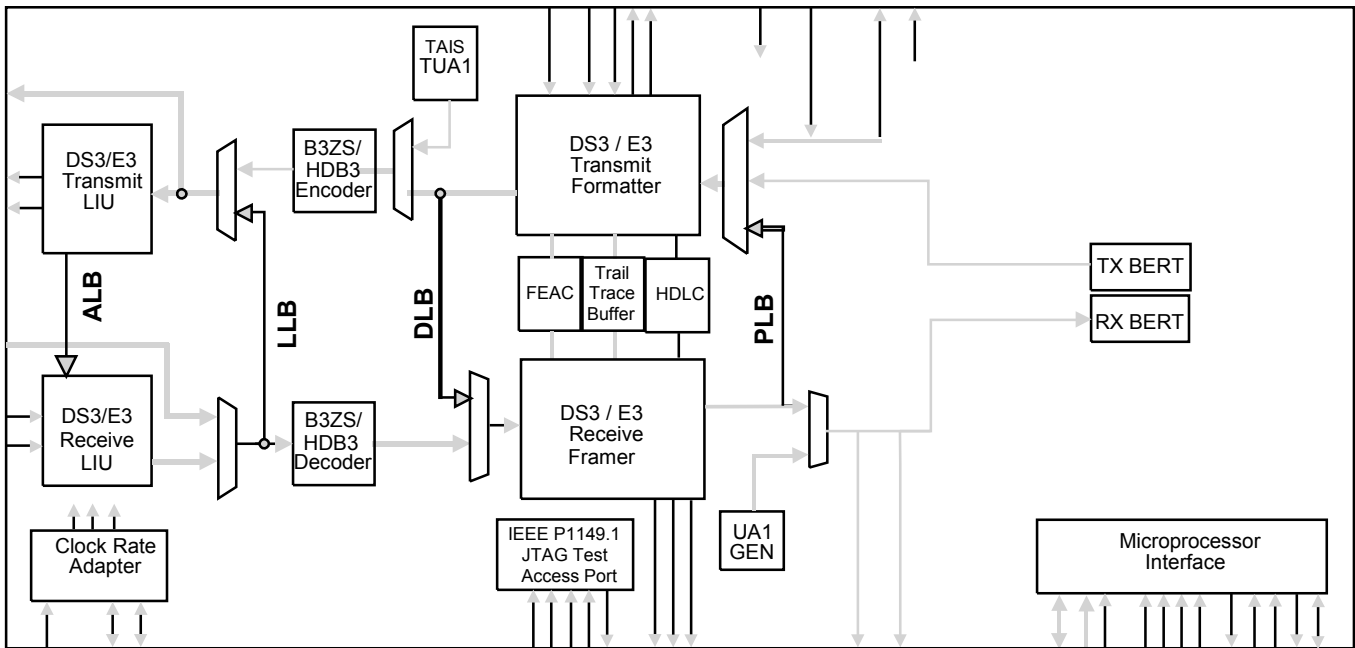 TAIS
TUA1
DS3/E3
Transmit
LIU
B3ZS/
HDB3
Encoder
DS3 / E3
Transmit
Formatter
FEAC
Trail
Trace
Buffer
HDLC
TX BERT
RX BERT
ALB
LLB
DLB
PLB
DS3/E3
Receive
LIU
B3ZS/
HDB3
Decoder
DS3 / E3
Receive
Framer
Clock Rate
Adapter
IEEE P1149.1
JTAG Test
Access Port
UA1
GEN
Microprocessor
Interface